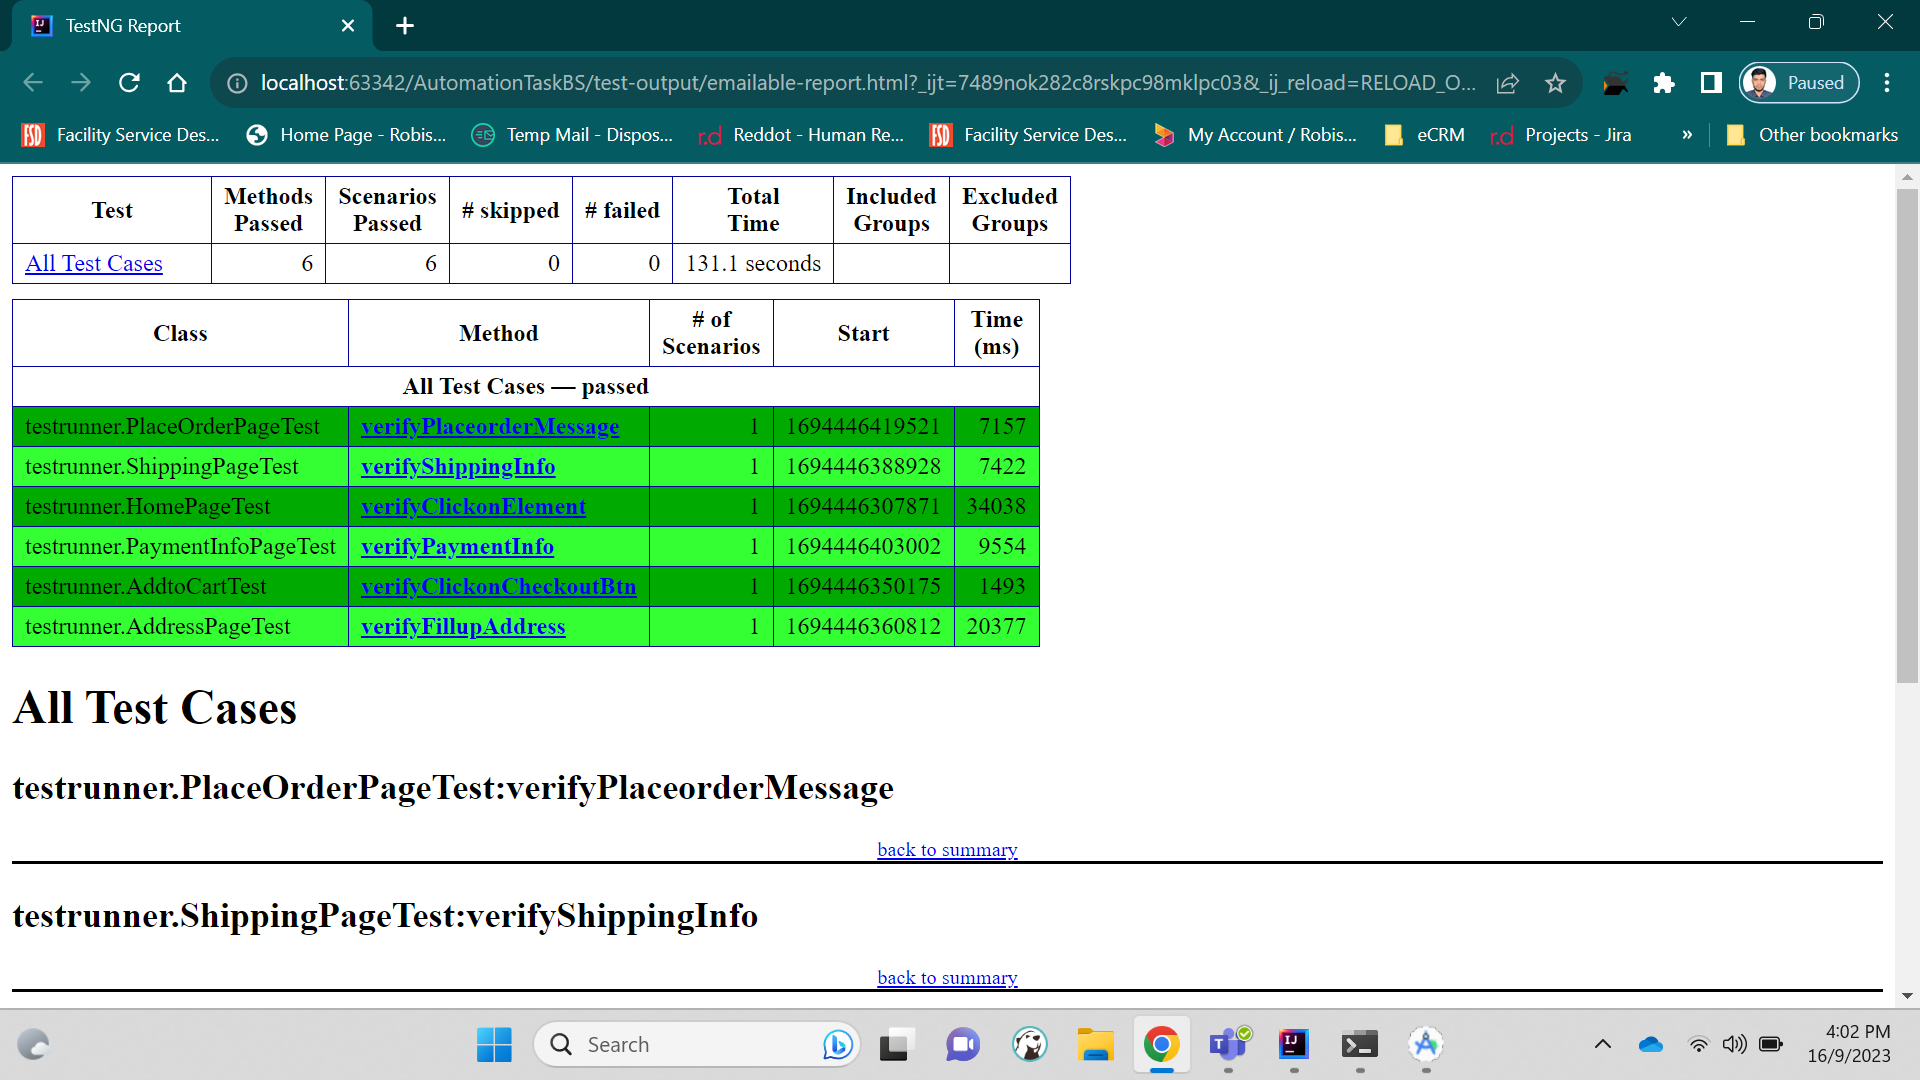 TestNG Report
localhost:63342/AutomationTaskBS/test-output/emailable-report.html?_ijt=7489nok282c8rskpc98mklpc03&_ij_reload=RELOAD_O...
Paused
Facility Service Des...
Home Page - Robis...
Temp Mail - Dispos...
r.d Reddot - Human Re...
Facility Service Des...
My Account / Robis...
eCRM
r.d Projects - Jira
»
Other bookmarks
Test Methods Passed Scenarios Passed # skipped # failed Total Time Included Groups Excluded Groups
All Test Cases 6 6 0 0 131.1 seconds
Class Method # of Scenarios Start Time (ms)
All Test Cases — passed
testrunner.PlaceOrderPageTest verifyPlaceorderMessage 1 1694446419521 7157
testrunner.ShippingPageTest verifyShippingInfo 1 1694446388928 7422
testrunner.HomePageTest verifyClickonElement 1 1694446307871 34038
testrunner.PaymentInfoPageTest verifyPaymentInfo 1 1694446403002 9554
testrunner.AddtoCartTest verifyClickonCheckoutBtn 1 1694446350175 1493
testrunner.AddressPageTest verifyFillupAddress 1 1694446360812 20377
All Test Cases
testrunner.PlaceOrderPageTest:verifyPlaceorderMessage
back to summary
testrunner.ShippingPageTest:verifyShippingInfo
back to summary
Search
4:02 PM
16/9/2023